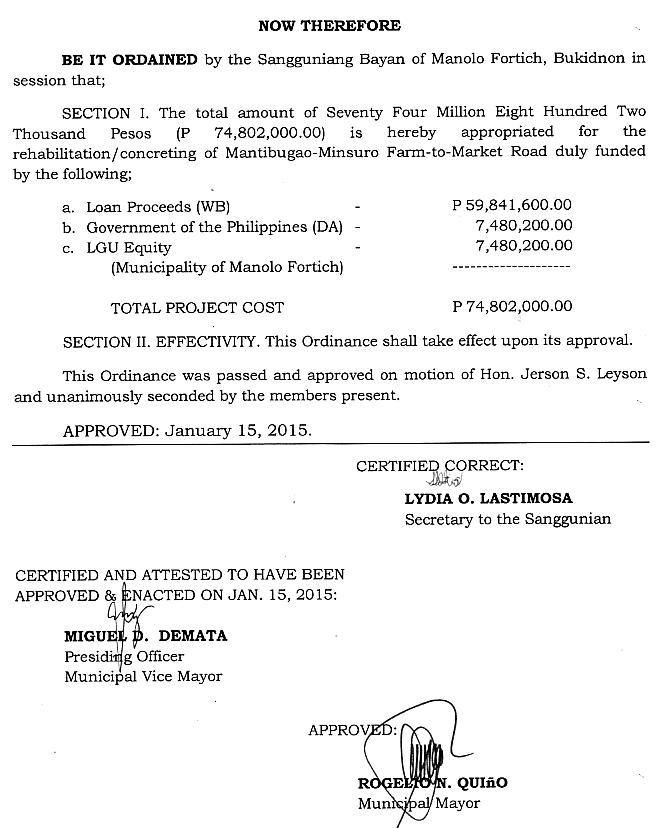 NOW THEREFORE
BE IT ORDAINED by the Sangguniang Bayan of Manolo Fortich, Bukidnon in
session that;
SECTION I. The total amount of Seventy Four Million Eight Hundred Two
Thousand Pesos (P 74,802,000.00) is hereby appropriated for the
rehabilitation/concreting of Mantibugao-Minsuro Farm-to-Market Road duly funded
by the following;
a. Loan Proceeds (WB) - P 59,841,600.00
b. Government of the Philippines (DA) - 7,480,200.00
c. LGU Equity - 7,480,200.00
(Municipality of Manolo Fortich) -------------------
TOTAL PROJECT COST P 74,802,000.00
SECTION II. EFFECTIVITY. This Ordinance shall take effect upon its approval.
This Ordinance was passed and approved on motion of Hon. Jerson S. Leyson
and unanimously seconded by the members present.
APPROVED: January 15, 2015.
CERTIFIED CORRECT:
LYDIA O. LASTIMOSA
Secretary to the Sanggunian
CERTIFIED AND ATTESTED TO HAVE BEEN
APPROVED & ENACTED ON JAN. 15, 2015:
MIGUEL D. DEMATA
Presiding Officer
Municipal Vice Mayor
APPROVED:
ROGELIO N. QUIñO
Municipal Mayor